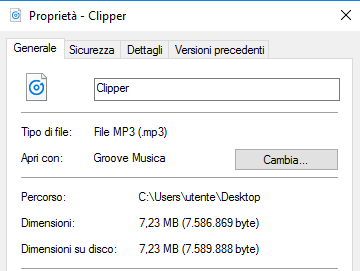 Proprietà - Clipper
Generale Sicurezza Dettagli Versioni precedenti
Clipper
Tipo di file: File MP3 (.mp3)
Apri con: Groove Musica Cambia...
Percorso: C:\Users\utente\Desktop
Dimensioni: 7,23 MB (7.586.869 byte)
Dimensioni su disco: 7,23 MB (7.589.888 byte)